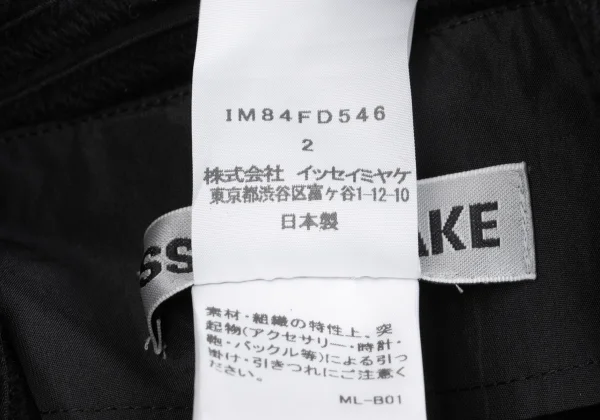 IM84FD546
2
株式会社 イッセイミヤケ
東京都渋谷区富ヶ谷1-12-10
日本製
SS AKE
素材・組織の特性上、突
起物(アクセサリー・時計・
鞄・バックル等)による引っ
掛け・引きつれにご注意く
ださい。
ML-B01